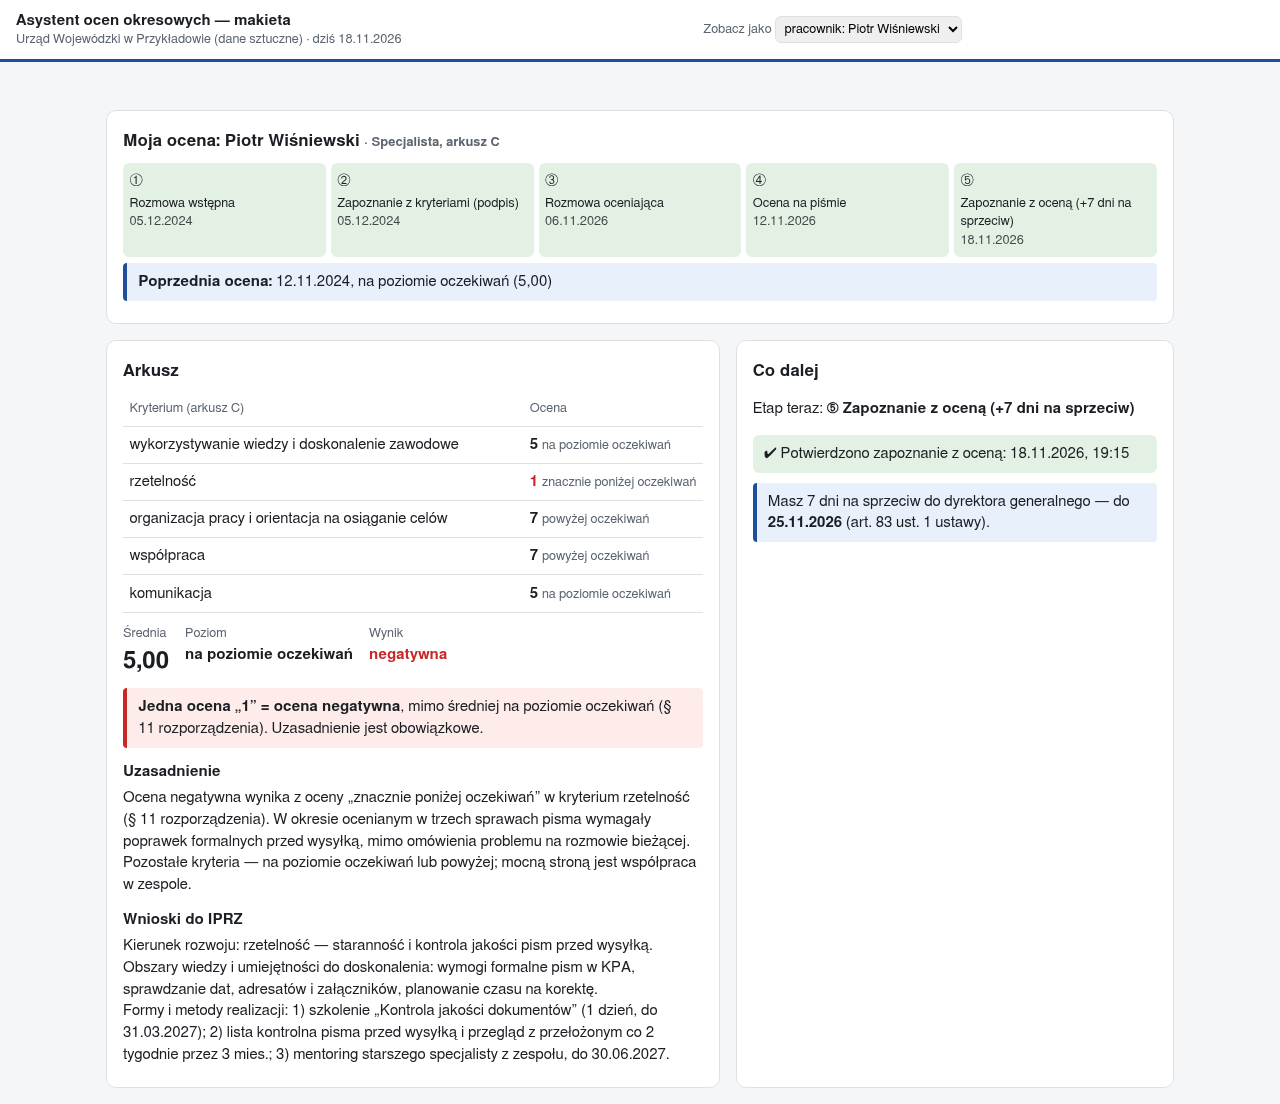 Asystent ocen okresowych — makieta
Urząd Wojewódzki w Przykładowie (dane sztuczne) · dziś 18.11.2026
Zobacz jako pracownik: Piotr Wiśniewski
Moja ocena: Piotr Wiśniewski · Specjalista, arkusz C
①
Rozmowa wstępna
05.12.2024
②
Zapoznanie z kryteriami (podpis)
05.12.2024
③
Rozmowa oceniająca
06.11.2026
④
Ocena na piśmie
12.11.2026
⑤
Zapoznanie z oceną (+7 dni na
sprzeciw)
18.11.2026
Poprzednia ocena: 12.11.2024, na poziomie oczekiwań (5,00)
Arkusz
Kryterium (arkusz C) Ocena
wykorzystywanie wiedzy i doskonalenie zawodowe 5 na poziomie oczekiwań
rzetelność 1 znacznie poniżej oczekiwań
organizacja pracy i orientacja na osiąganie celów 7 powyżej oczekiwań
współpraca 7 powyżej oczekiwań
komunikacja 5 na poziomie oczekiwań
Średnia Poziom Wynik
5,00 na poziomie oczekiwań negatywna
Jedna ocena „1” = ocena negatywna, mimo średniej na poziomie oczekiwań (§
11 rozporządzenia). Uzasadnienie jest obowiązkowe.
Uzasadnienie
Ocena negatywna wynika z oceny „znacznie poniżej oczekiwań” w kryterium rzetelność
(§ 11 rozporządzenia). W okresie ocenianym w trzech sprawach pisma wymagały
poprawek formalnych przed wysyłką, mimo omówienia problemu na rozmowie bieżącej.
Pozostałe kryteria — na poziomie oczekiwań lub powyżej; mocną stroną jest współpraca
w zespole.
Wnioski do IPRZ
Kierunek rozwoju: rzetelność — staranność i kontrola jakości pism przed wysyłką.
Obszary wiedzy i umiejętności do doskonalenia: wymogi formalne pism w KPA,
sprawdzanie dat, adresatów i załączników, planowanie czasu na korektę.
Formy i metody realizacji: 1) szkolenie „Kontrola jakości dokumentów” (1 dzień, do
31.03.2027); 2) lista kontrolna pisma przed wysyłką i przegląd z przełożonym co 2
tygodnie przez 3 mies.; 3) mentoring starszego specjalisty z zespołu, do 30.06.2027.
Co dalej
Etap teraz: ⑤ Zapoznanie z oceną (+7 dni na sprzeciw)
✔ Potwierdzono zapoznanie z oceną: 18.11.2026, 19:15
Masz 7 dni na sprzeciw do dyrektora generalnego — do
25.11.2026 (art. 83 ust. 1 ustawy).